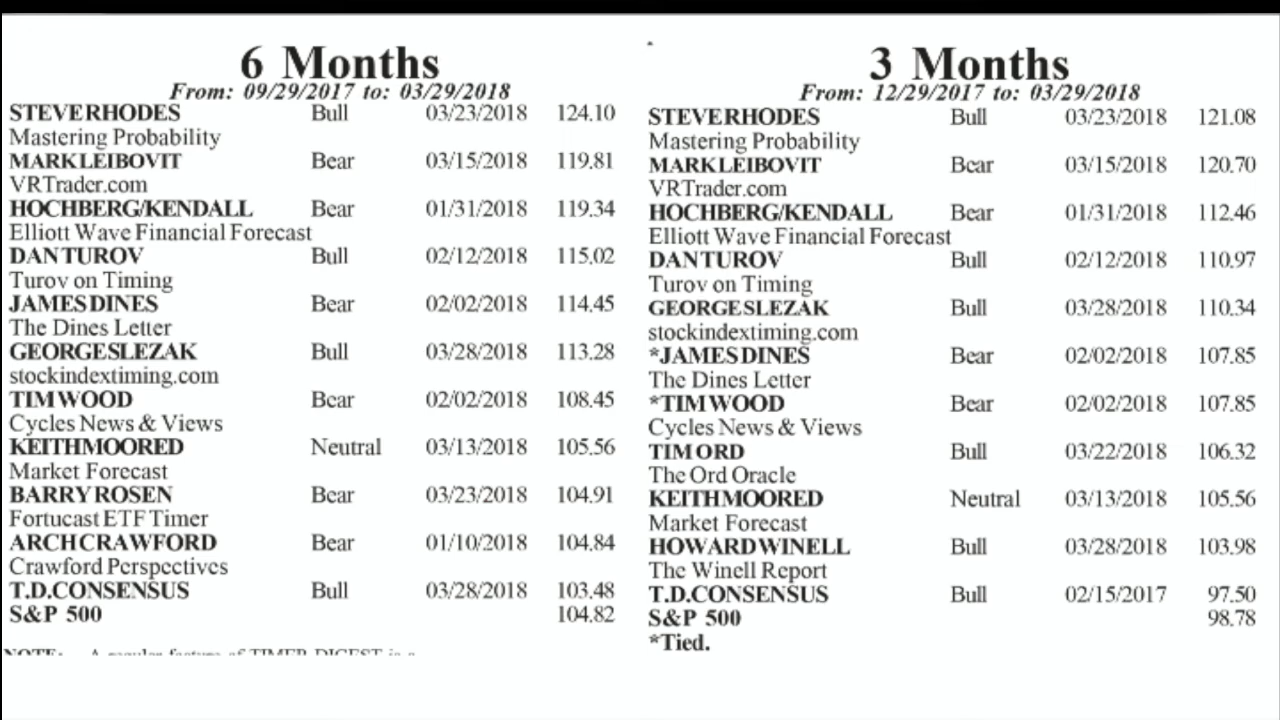 6 Months
From: 09/29/2017 to: 03/29/2018
STEVE RHODES Bull 03/23/2018 124.10
Mastering Probability
MARK LEIBOVIT Bear 03/15/2018 119.81
VRTrader.com
HOCHBERG/KENDALL Bear 01/31/2018 119.34
Elliott Wave Financial Forecast
DAN TUROV Bull 02/12/2018 115.02
Turov on Timing
JAMES DINES Bear 02/02/2018 114.45
The Dines Letter
GEORGE SLEZAK Bull 03/28/2018 113.28
stockindextiming.com
TIM WOOD Bear 02/02/2018 108.45
Cycles News & Views
KEITH MOORED Neutral 03/13/2018 105.56
Market Forecast
BARRY ROSEN Bear 03/23/2018 104.91
Fortucast ETF Timer
ARCH CRAWFORD Bear 01/10/2018 104.84
Crawford Perspectives
T.D. CONSENSUS Bull 03/28/2018 103.48
S&P 500 104.82
NOTE: A regular feature of TIMER DIGEST is a
3 Months
From: 12/29/2017 to: 03/29/2018
STEVE RHODES Bull 03/23/2018 121.08
Mastering Probability
MARK LEIBOVIT Bear 03/15/2018 120.70
VRTrader.com
HOCHBERG/KENDALL Bear 01/31/2018 112.46
Elliott Wave Financial Forecast
DAN TUROV Bull 02/12/2018 110.97
Turov on Timing
GEORGE SLEZAK Bull 03/28/2018 110.34
stockindextiming.com
*JAMES DINES Bear 02/02/2018 107.85
The Dines Letter
*TIM WOOD Bear 02/02/2018 107.85
Cycles News & Views
TIM ORD Bull 03/22/2018 106.32
The Ord Oracle
KEITH MOORED Neutral 03/13/2018 105.56
Market Forecast
HOWARD WINELL Bull 03/28/2018 103.98
The Winell Report
T.D. CONSENSUS Bull 02/15/2017 97.50
S&P 500 98.78
*Tied.